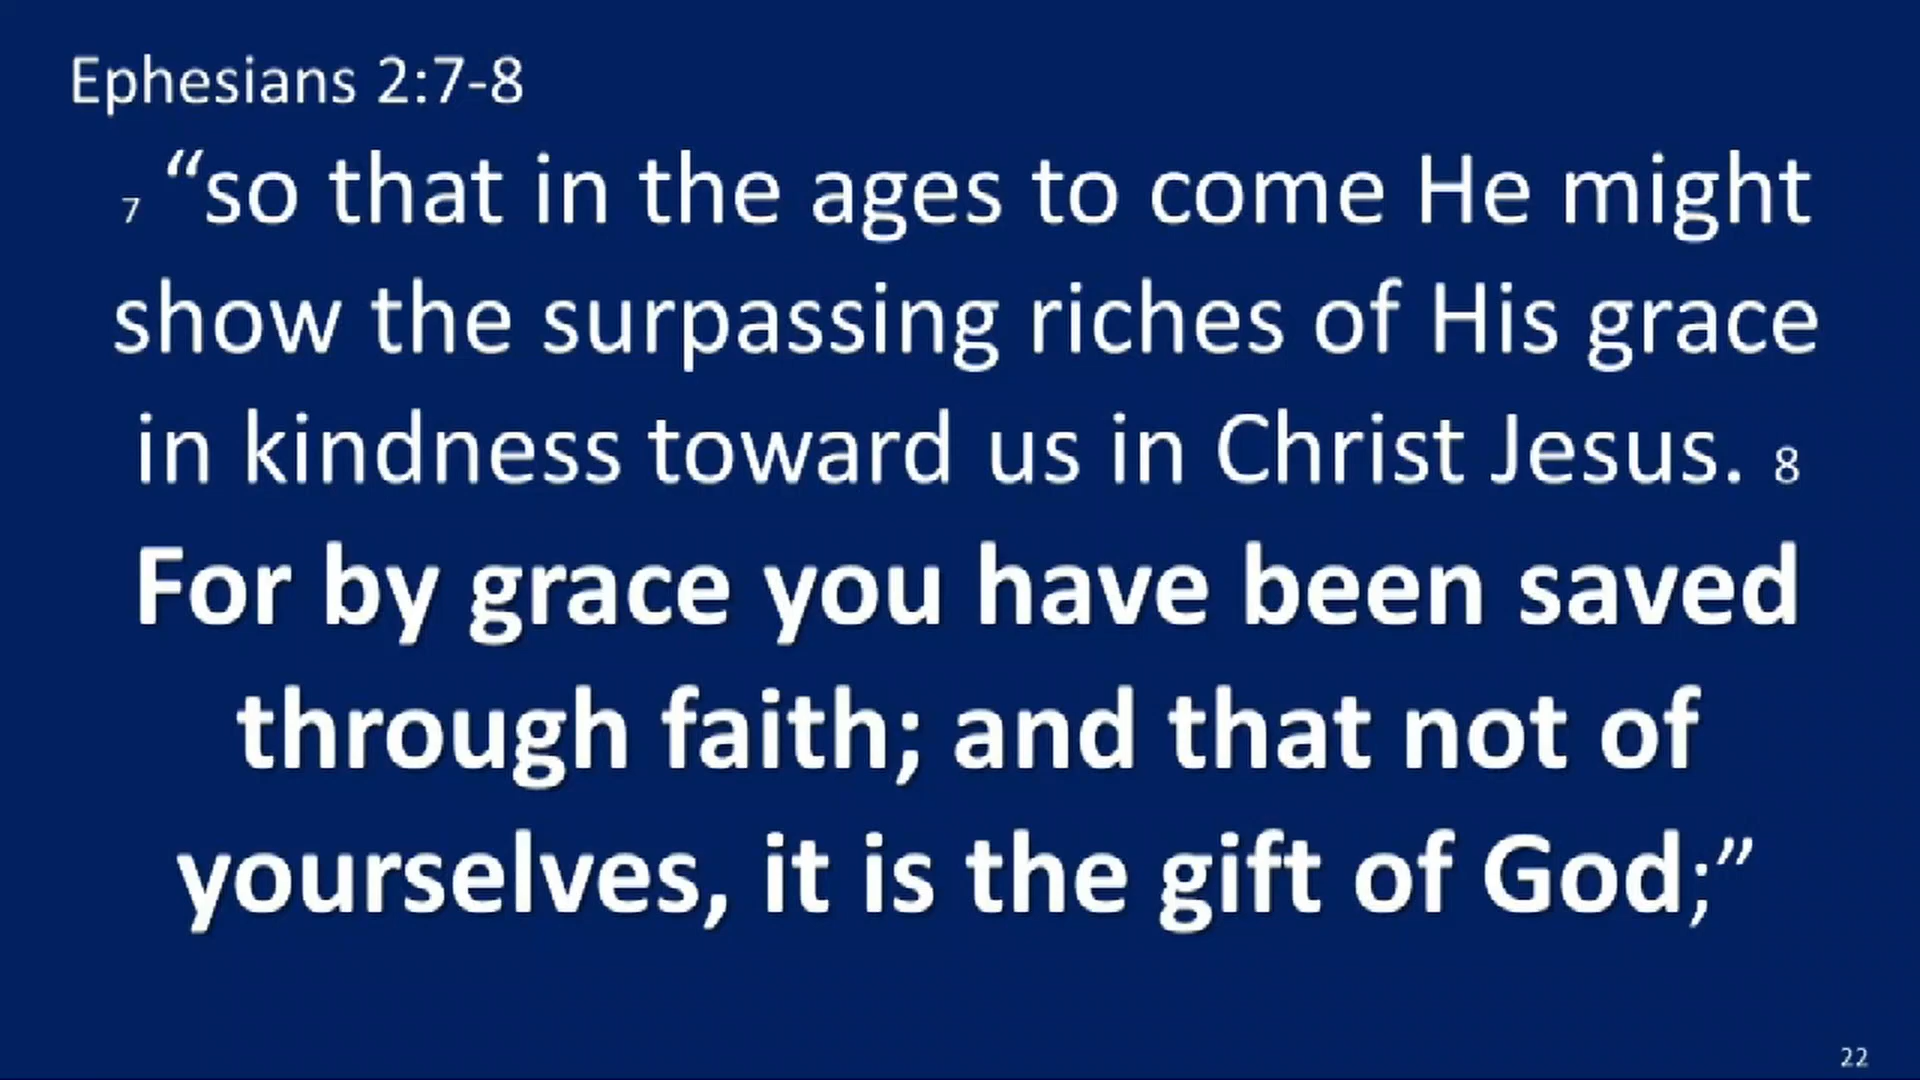 Ephesians 2:7-8
7 “so that in the ages to come He might
show the surpassing riches of His grace
in kindness toward us in Christ Jesus. 8
For by grace you have been saved
through faith; and that not of
yourselves, it is the gift of God;”
22